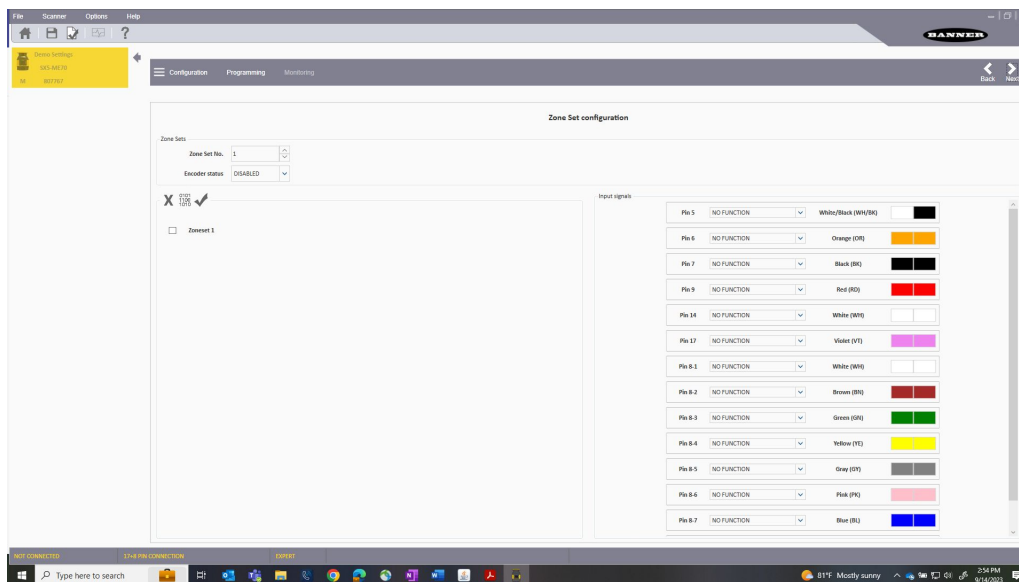 File Scanner Options Help
?
BANNER
Demo Settings
M 907767
Configuration Programming Monitoring
Back Next
Zone Set configuration
Zone Sets
Zone Set No. 1
Encoder status DISABLED
X 0101 1100 1010
Input signals
Zoneset 1
Pin 5 NO FUNCTION White/Black (WH/BK)
Pin 6 NO FUNCTION Orange (OR)
Pin 7 NO FUNCTION Black (BK)
Pin 9 NO FUNCTION Red (RD)
Pin 14 NO FUNCTION White (WH)
Pin 17 NO FUNCTION Violet (VT)
Pin 8-1 NO FUNCTION White (WH)
Pin 8-2 NO FUNCTION Brown (BN)
Pin 8-3 NO FUNCTION Green (GN)
Pin 8-4 NO FUNCTION Yellow (YE)
Pin 8-5 NO FUNCTION Gray (GY)
Pin 8-6 NO FUNCTION Pink (PK)
Pin 8-7 NO FUNCTION Blue (BL)
NOT CONNECTED 17+8 PIN CONNECTION EXPERT
Type here to search
81°F Mostly sunny
2:54 PM
9/14/2023